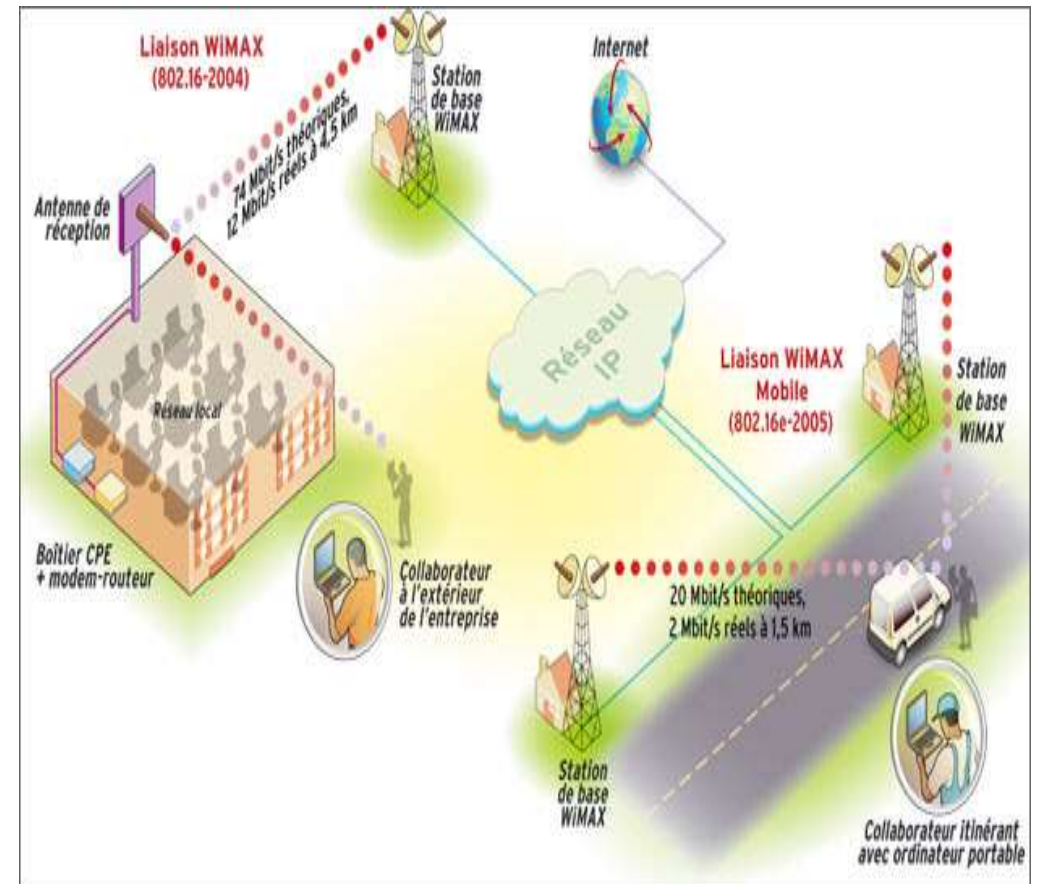 Liaison WiMAX
(802.16-2004)
74 Mbit/s théoriques,
12 Mbit/s réels à 4,5 km
Station
de base
WiMAX
Internet
Antenne de
réception
Réseau local
Boîtier CPE
+ modem-routeur
Collaborateur
à l'extérieur
de l'entreprise
Réseau
IP
Liaison WiMAX
Mobile
(802.16e-2005)
Station
de base
WiMAX
20 Mbit/s théoriques,
2 Mbit/s réels à 1,5 km
Station
de base
WiMAX
Collaborateur itinérant
avec ordinateur portable